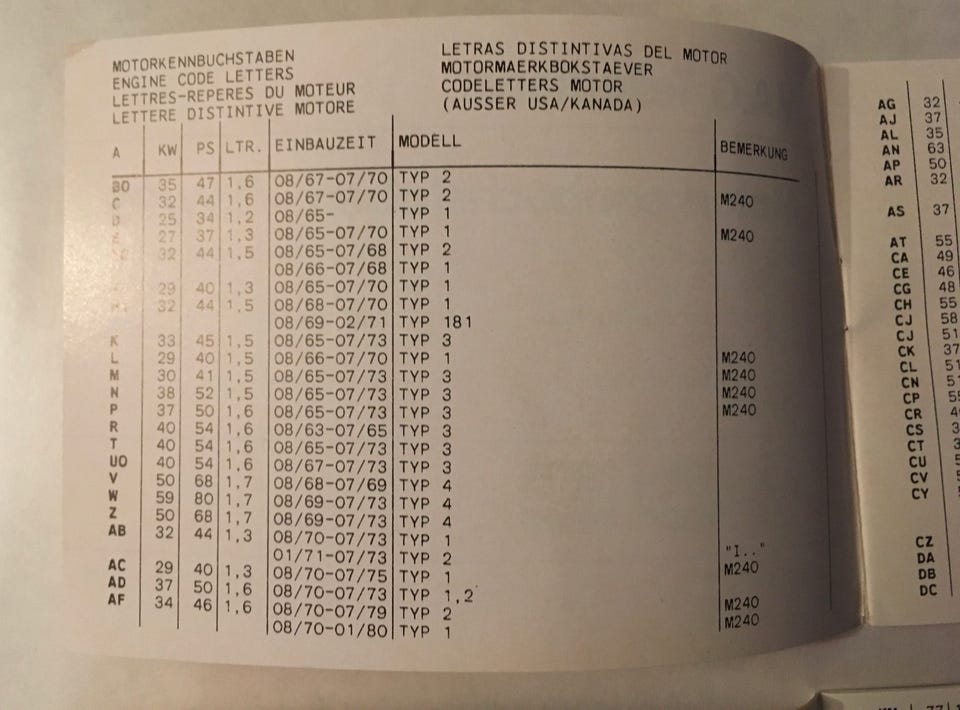 MOTORKENNBUCHSTABEN
ENGINE CODE LETTERS
LETTRES-REPERES DU MOTEUR
LETTERE DISTINTIVE MOTORE
LETRAS DISTINTIVAS DEL MOTOR
MOTORMAERKBOKSTAEVER
CODELETTERS MOTOR
(AUSSER USA/KANADA)
A KW PS LTR. EINBAUZEIT MODELL BEMERKUNG
BO 35 47 1,6 08/67-07/70 TYP 2
C 32 44 1,6 08/67-07/70 TYP 2 M240
D 25 34 1,2 08/65- TYP 1
27 37 1,3 08/65-07/70 TYP 1 M240
32 44 1,5 08/65-07/68 TYP 2
08/66-07/68 TYP 1
29 40 1,3 08/65-07/70 TYP 1
32 44 1,5 08/68-07/70 TYP 1
08/69-02/71 TYP 181
K 33 45 1,5 08/65-07/73 TYP 3
L 29 40 1,5 08/66-07/70 TYP 1 M240
M 30 41 1,5 08/65-07/73 TYP 3 M240
N 38 52 1,5 08/65-07/73 TYP 3 M240
P 37 50 1,6 08/65-07/73 TYP 3 M240
R 40 54 1,6 08/63-07/65 TYP 3
T 40 54 1,6 08/65-07/73 TYP 3
UO 40 54 1,6 08/67-07/73 TYP 3
V 50 68 1,7 08/68-07/69 TYP 4
W 59 80 1,7 08/69-07/73 TYP 4
Z 50 68 1,7 08/69-07/73 TYP 4
AB 32 44 1,3 08/70-07/73 TYP 1
01/71-07/73 TYP 2 "I.."
AC 29 40 1,3 08/70-07/75 TYP 1 M240
AD 37 50 1,6 08/70-07/73 TYP 1,2
AF 34 46 1,6 08/70-07/79 TYP 2 M240
08/70-01/80 TYP 1 M240
AG 32
AJ 37
AL 35
AN 63
AP 50
AR 32
AS 37
AT 55
CA 49
CE 46
CG 48
CH 55
CJ 58
CJ 51
CK 37
CL
CN
CP
CR
CS
CT
CU
CV
CY
CZ
DA
DB
DC